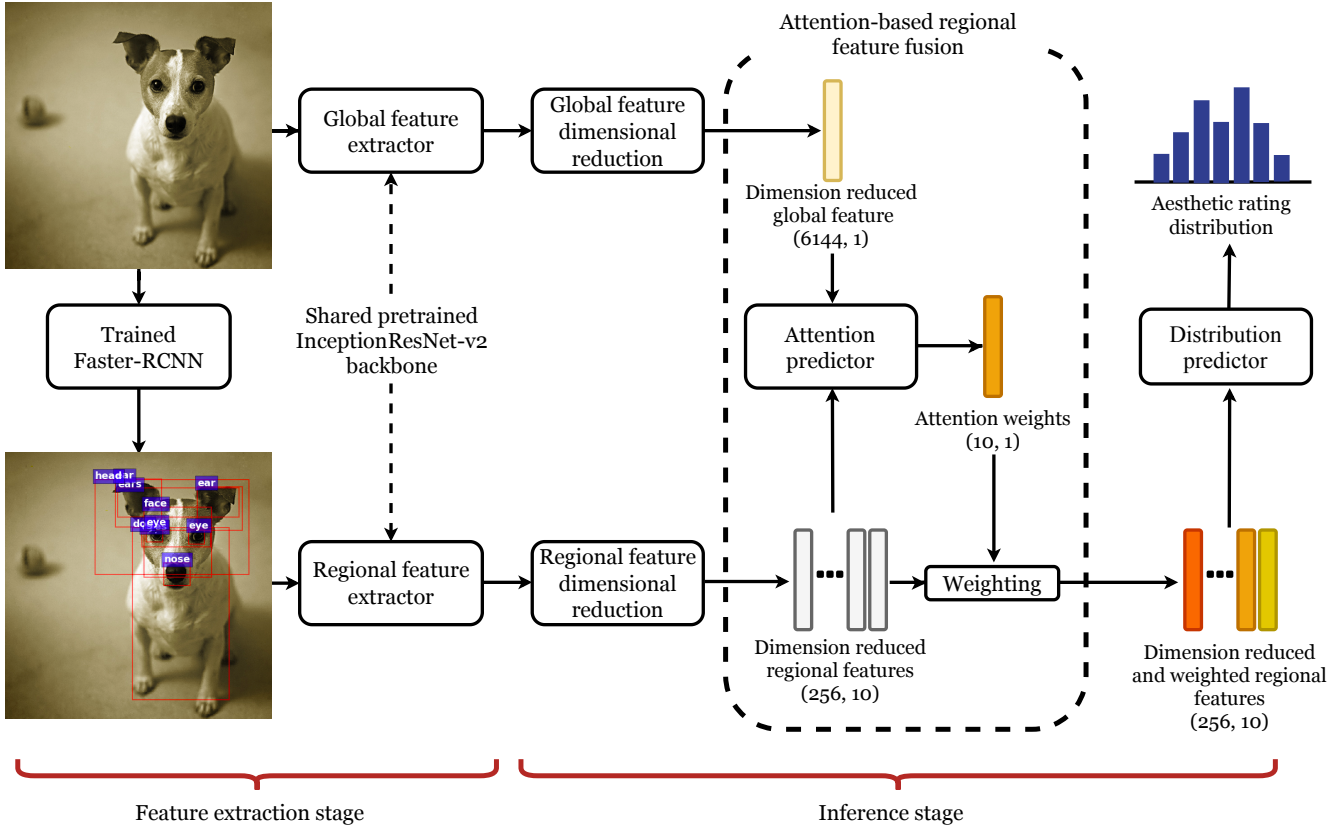 Attention-based regional
feature fusion
Global feature
extractor
Global feature
dimensional
reduction
Dimension reduced
global feature
(6144, 1)
Aesthetic rating
distribution
Trained
Faster-RCNN
Shared pretrained
InceptionResNet-v2
backbone
Attention
predictor
Distribution
predictor
Attention weights
(10, 1)
head
ar
ears
ear
face
eye
eye
nose
Regional feature
extractor
Regional feature
dimensional
reduction
Weighting
Dimension reduced
regional features
(256, 10)
Dimension reduced
and weighted regional
features
(256, 10)
Feature extraction stage
Inference stage